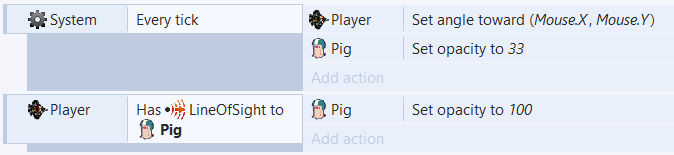 System Every tick Player Set angle toward (Mouse.X, Mouse.Y)
Pig Set opacity to 33
Add action
Player Has LineOfSight to Pig Pig Set opacity to 100
Add action